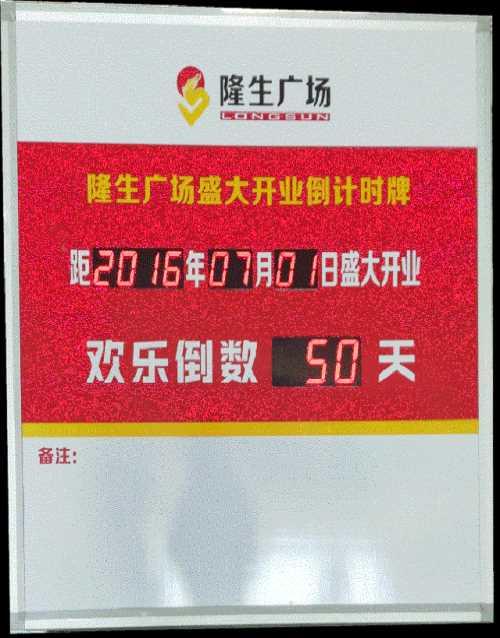 隆生广场
LONGSUN
隆生广场盛大开业倒计时牌
距2016年07月01日盛大开业
欢乐倒数 50 天
备注: